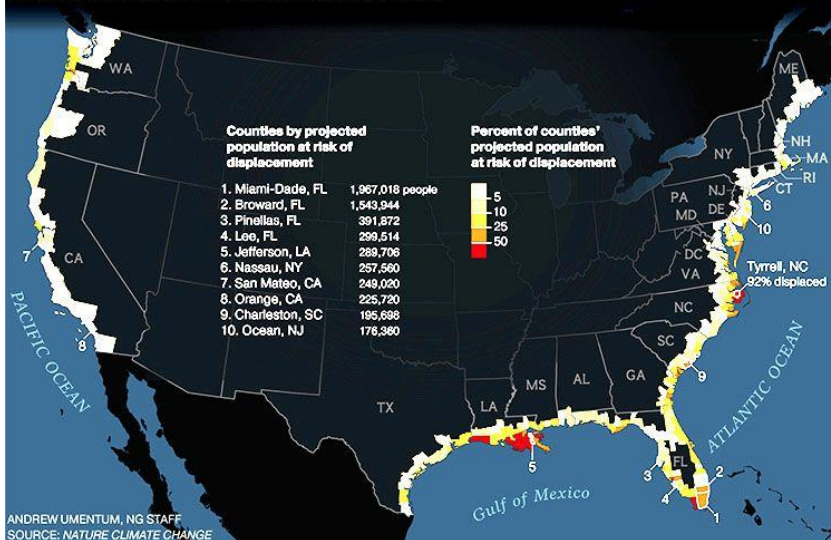 Counties by projected
population at risk of
displacement
1. Miami-Dade, FL 1,967,018 people
2. Broward, FL 1,543,944
3. Pinellas, FL 391,872
4. Lee, FL 299,514
5. Jefferson, LA 289,706
6. Nassau, NY 257,560
7. San Mateo, CA 249,020
8. Orange, CA 225,720
9. Charleston, SC 195,698
10. Ocean, NJ 176,360
Percent of counties'
projected population
at risk of displacement
5
10
25
50
WA
OR
CA
TX
LA
MS
AL
GA
FL
SC
NC
VA
DC
MD
DE
PA
NJ
NY
CT
RI
MA
NH
ME
6
10
Tyrrell, NC
92% displaced
7
8
9
5
3
4
2
1
PACIFIC OCEAN
ATLANTIC OCEAN
Gulf of Mexico
ANDREW UMENTUM, NG STAFF
SOURCE: NATURE CLIMATE CHANGE